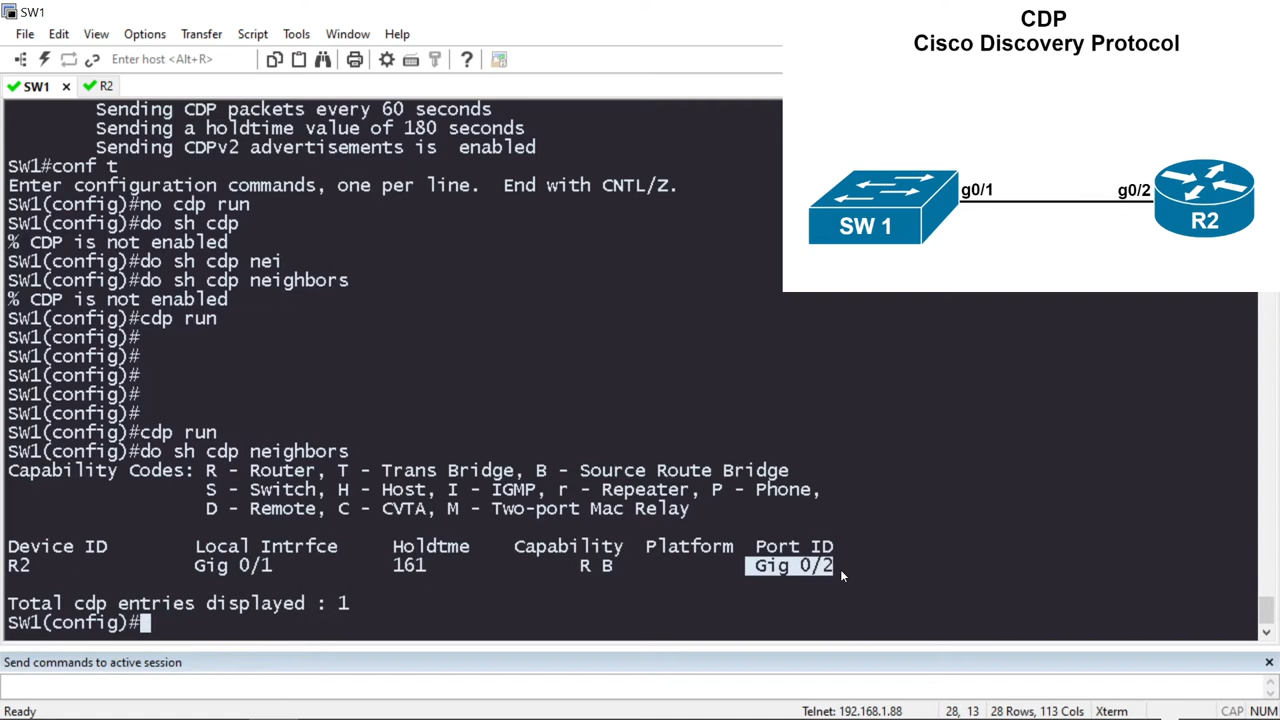 SW1
File Edit View Options Transfer Script Tools Window Help
Enter host <Alt+R>
SW1 × R2
Sending CDP packets every 60 seconds
Sending a holdtime value of 180 seconds
Sending CDPv2 advertisements is  enabled
SW1#conf t
Enter configuration commands, one per line.  End with CNTL/Z.
SW1(config)#no cdp run
SW1(config)#do sh cdp
% CDP is not enabled
SW1(config)#do sh cdp nei
SW1(config)#do sh cdp neighbors
% CDP is not enabled
SW1(config)#cdp run
SW1(config)#
SW1(config)#
SW1(config)#
SW1(config)#
SW1(config)#
SW1(config)#cdp run
SW1(config)#do sh cdp neighbors
Capability Codes: R - Router, T - Trans Bridge, B - Source Route Bridge
S - Switch, H - Host, I - IGMP, r - Repeater, P - Phone,
D - Remote, C - CVTA, M - Two-port Mac Relay
Device ID Local Intrfce Holdtme Capability Platform Port ID
R2 Gig 0/1 161 R B Gig 0/2
Total cdp entries displayed : 1
SW1(config)#
CDP
Cisco Discovery Protocol
SW 1
g0/1
g0/2
R2
Send commands to active session
Ready Telnet: 192.168.1.88 28, 13 28 Rows, 113 Cols Xterm CAP NUM